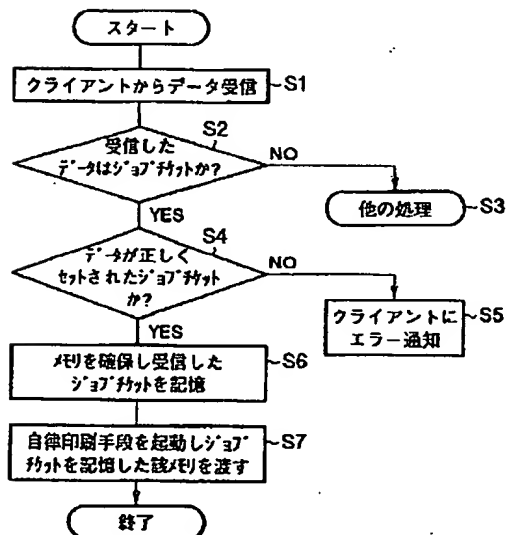 スタート
クライアントからデータ受信
S1
受信した
データはジョブチケットか?
S2
NO
他の処理
S3
YES
データが正しく
セットされたジョブチケット
か?
S4
NO
クライアントに
エラー通知
S5
YES
メモリを確保し受信した
ジョブチケットを記憶
S6
自律印刷手段を起動しジョブ
チケットを記憶した該メモリを渡す
S7
終了